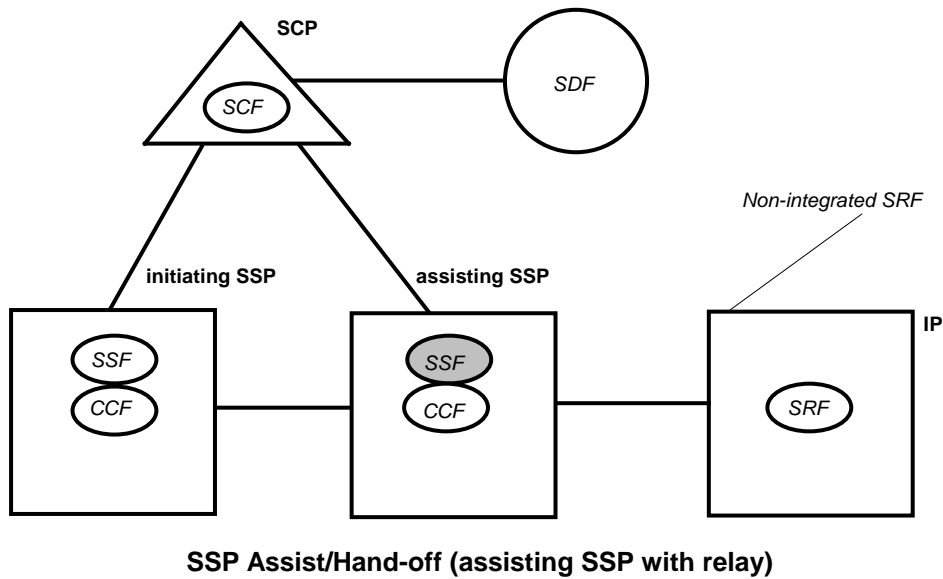 SCP
SCF
SDF
Non-integrated SRF
initiating SSP
assisting SSP
IP
SSF
SSF
CCF
CCF
SRF
SSP Assist/Hand-off (assisting SSP with relay)